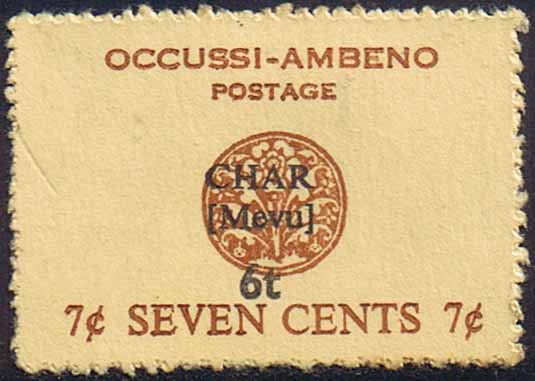 OCCUSSI-AMBENO
POSTAGE
CHAR
[Mevu]
6t
7¢ SEVEN CENTS 7¢